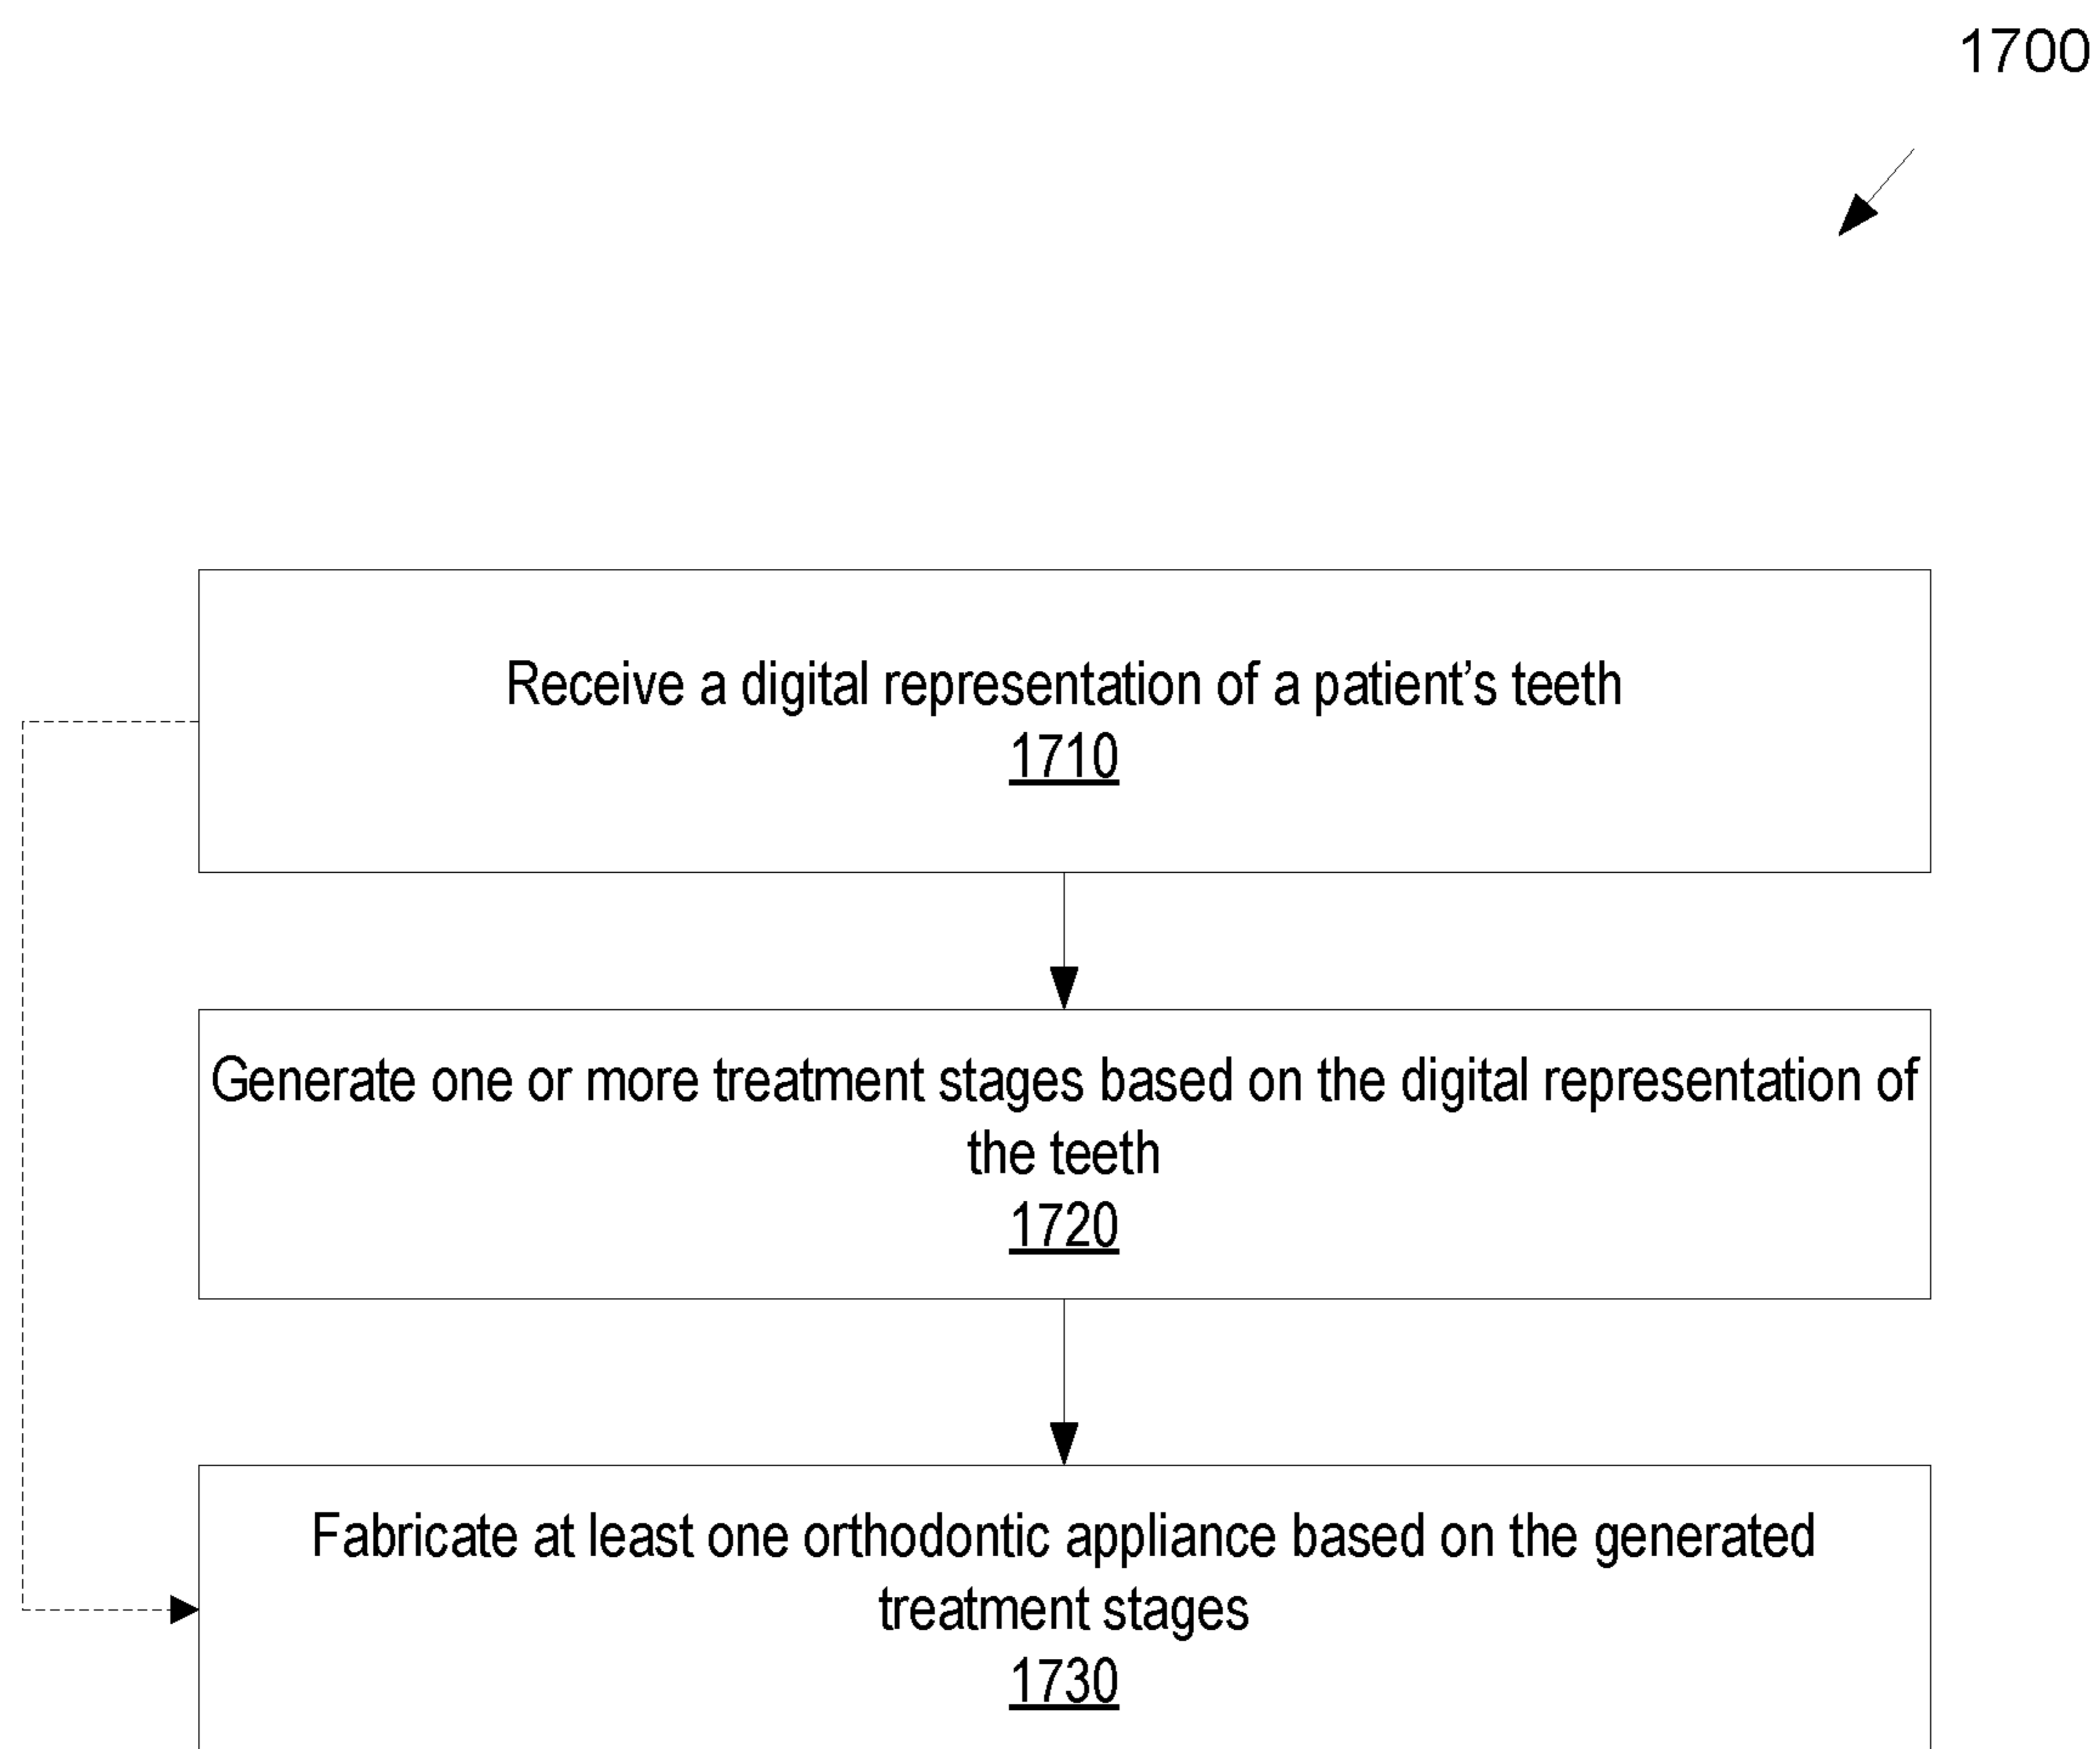 1700
Receive a digital representation of a patient’s teeth
1710
Generate one or more treatment stages based on the digital representation of
the teeth
1720
Fabricate at least one orthodontic appliance based on the generated
treatment stages
1730